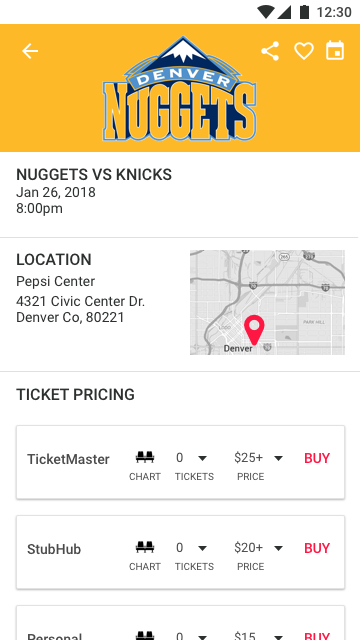 12:30
DENVER
NUGGETS
NUGGETS VS KNICKS
Jan 26, 2018
8:00pm
LOCATION
Pepsi Center
4321 Civic Center Dr.
Denver Co, 80221
PARK HILL
Denver
TICKET PRICING
TicketMaster 0 $25+ BUY
CHART TICKETS PRICE
StubHub 0 $20+ BUY
CHART TICKETS PRICE
Personal 0 $15 BUY